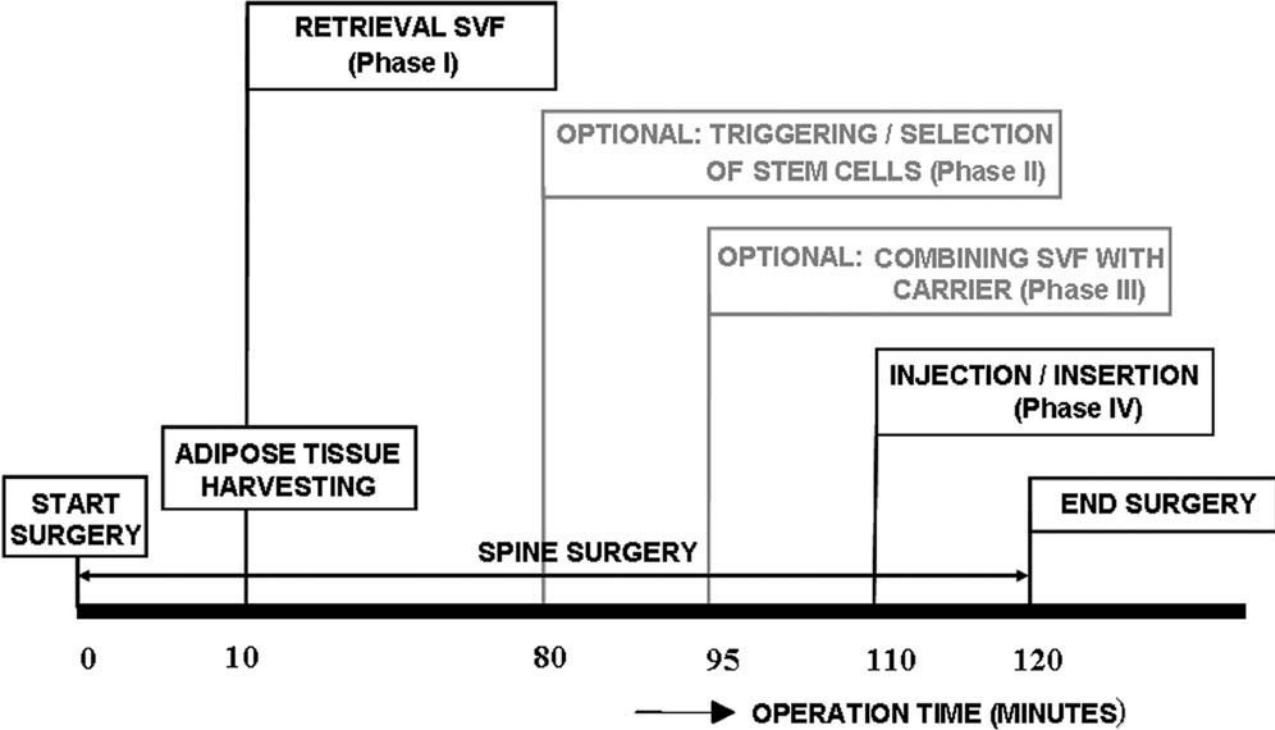 RETRIEVAL SVF
(Phase I)
OPTIONAL: TRIGGERING / SELECTION
OF STEM CELLS (Phase II)
OPTIONAL: COMBINING SVF WITH
CARRIER (Phase III)
INJECTION / INSERTION
(Phase IV)
ADIPOSE TISSUE
HARVESTING
START
SURGERY
END SURGERY
SPINE SURGERY
0 10 80 95 110 120
OPERATION TIME (MINUTES)